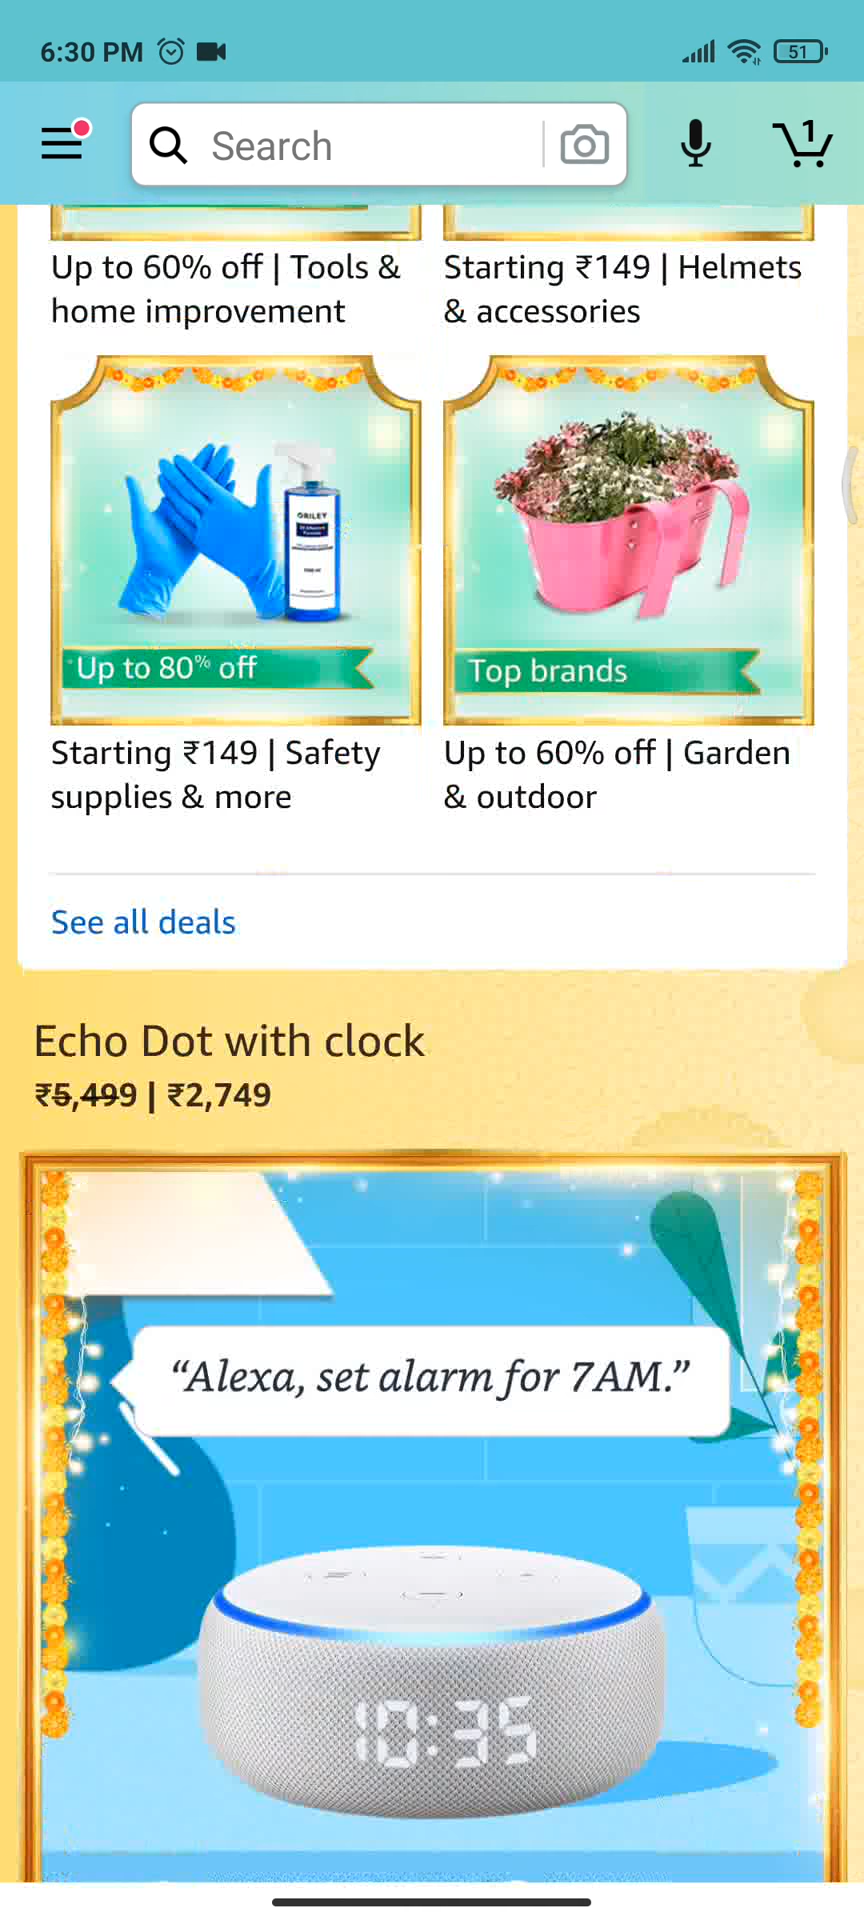 6:30 PM 51
Search 1
Up to 60% off | Tools &
home improvement
Starting ₹149 | Helmets
& accessories
ORILEY
Up to 80% off
Top brands
Starting ₹149 | Safety
supplies & more
Up to 60% off | Garden
& outdoor
See all deals
Echo Dot with clock
₹5,499 | ₹2,749
“Alexa, set alarm for 7AM.”
10:35